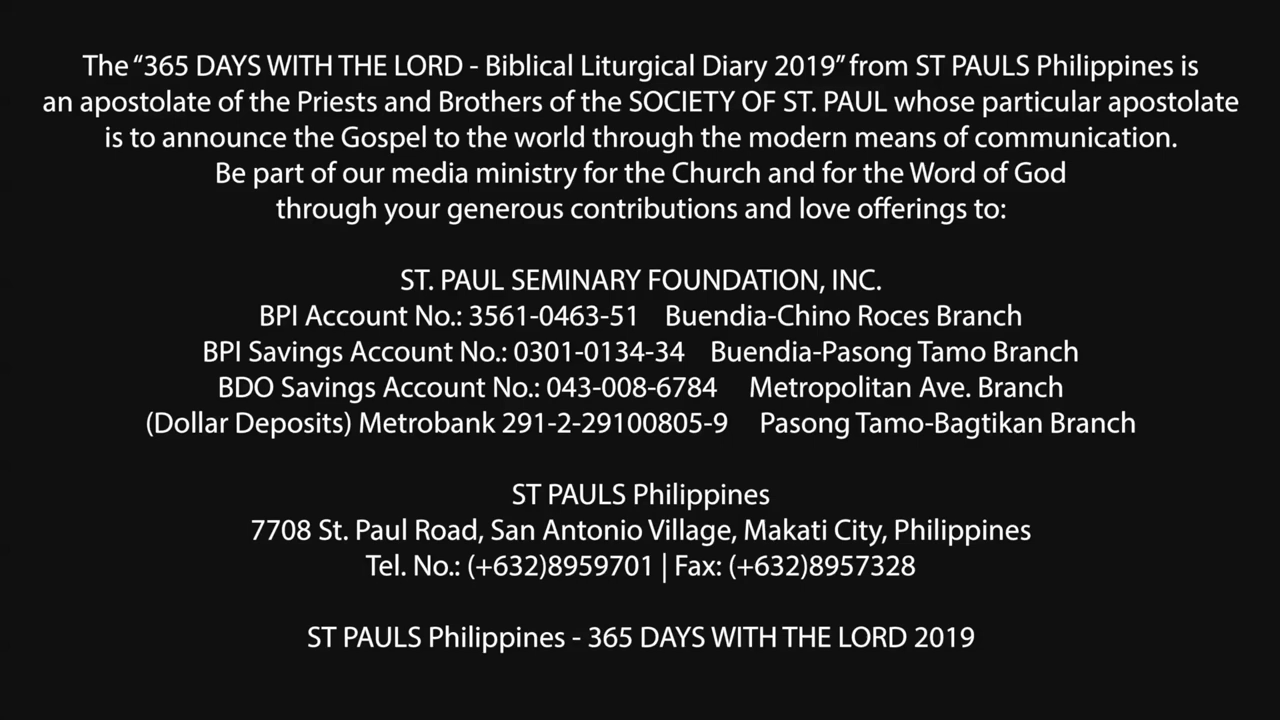 The “365 DAYS WITH THE LORD - Biblical Liturgical Diary 2019” from ST PAULS Philippines is
an apostolate of the Priests and Brothers of the SOCIETY OF ST. PAUL whose particular apostolate
is to announce the Gospel to the world through the modern means of communication.
Be part of our media ministry for the Church and for the Word of God
through your generous contributions and love offerings to:
ST. PAUL SEMINARY FOUNDATION, INC.
BPI Account No.: 3561-0463-51 Buendia-Chino Roces Branch
BPI Savings Account No.: 0301-0134-34 Buendia-Pasong Tamo Branch
BDO Savings Account No.: 043-008-6784 Metropolitan Ave. Branch
(Dollar Deposits) Metrobank 291-2-29100805-9 Pasong Tamo-Bagtikan Branch
ST PAULS Philippines
7708 St. Paul Road, San Antonio Village, Makati City, Philippines
Tel. No.: (+632)8959701 | Fax: (+632)8957328
ST PAULS Philippines - 365 DAYS WITH THE LORD 2019